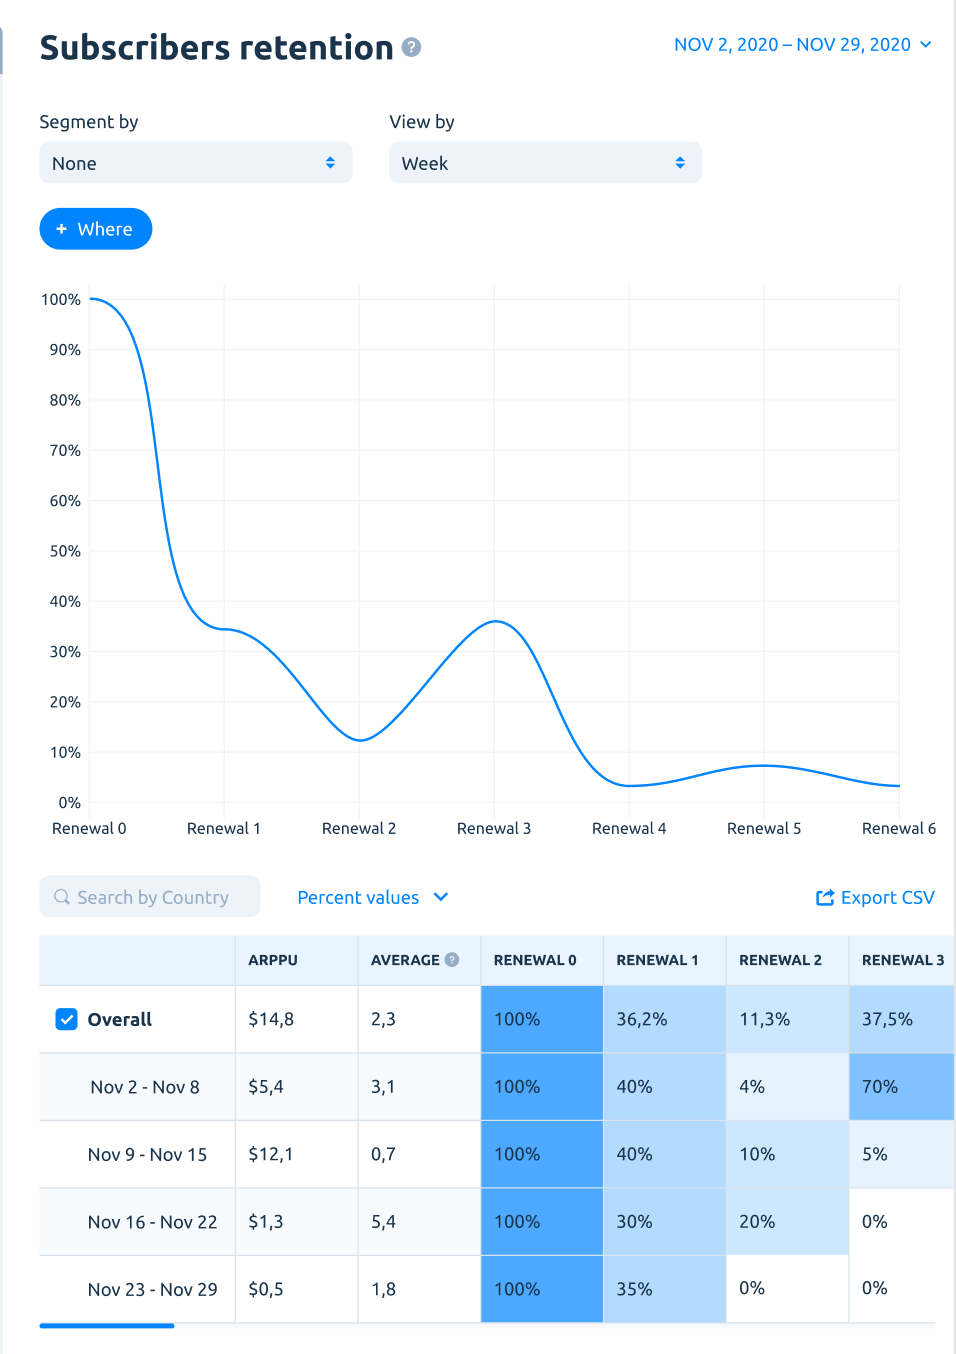 Subscribers retention ?
NOV 2, 2020 – NOV 29, 2020
Segment by
View by
None
Week
+ Where
100%
90%
80%
70%
60%
50%
40%
30%
20%
10%
0%
Renewal 0 Renewal 1 Renewal 2 Renewal 3 Renewal 4 Renewal 5 Renewal 6
Search by Country
Percent values
Export CSV
ARPPU AVERAGE ? RENEWAL 0 RENEWAL 1 RENEWAL 2 RENEWAL 3
Overall $14,8 2,3 100% 36,2% 11,3% 37,5%
Nov 2 - Nov 8 $5,4 3,1 100% 40% 4% 70%
Nov 9 - Nov 15 $12,1 0,7 100% 40% 10% 5%
Nov 16 - Nov 22 $1,3 5,4 100% 30% 20% 0%
Nov 23 - Nov 29 $0,5 1,8 100% 35% 0% 0%